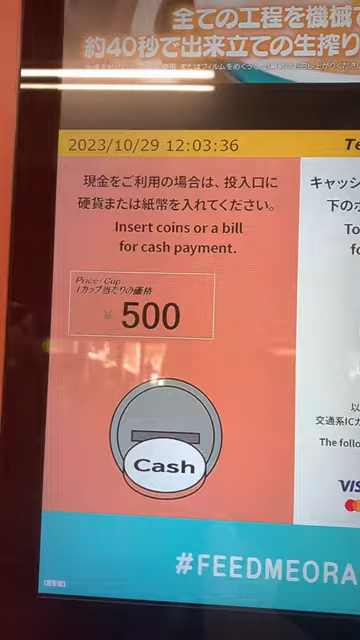 全ての工程を機械
約40秒で出来立ての生搾り
2023/10/29 12:03:36
Te
現金をご利用の場合は、投入口に
硬貨または紙幣を入れてください。
Insert coins or a bill
for cash payment.
Price/Cup
1カップ当たりの価格
¥ 500
Cash
キャッシ
下のボ
To
fo
以
交通系IC
The follo
VIS
#FEEDMEORA